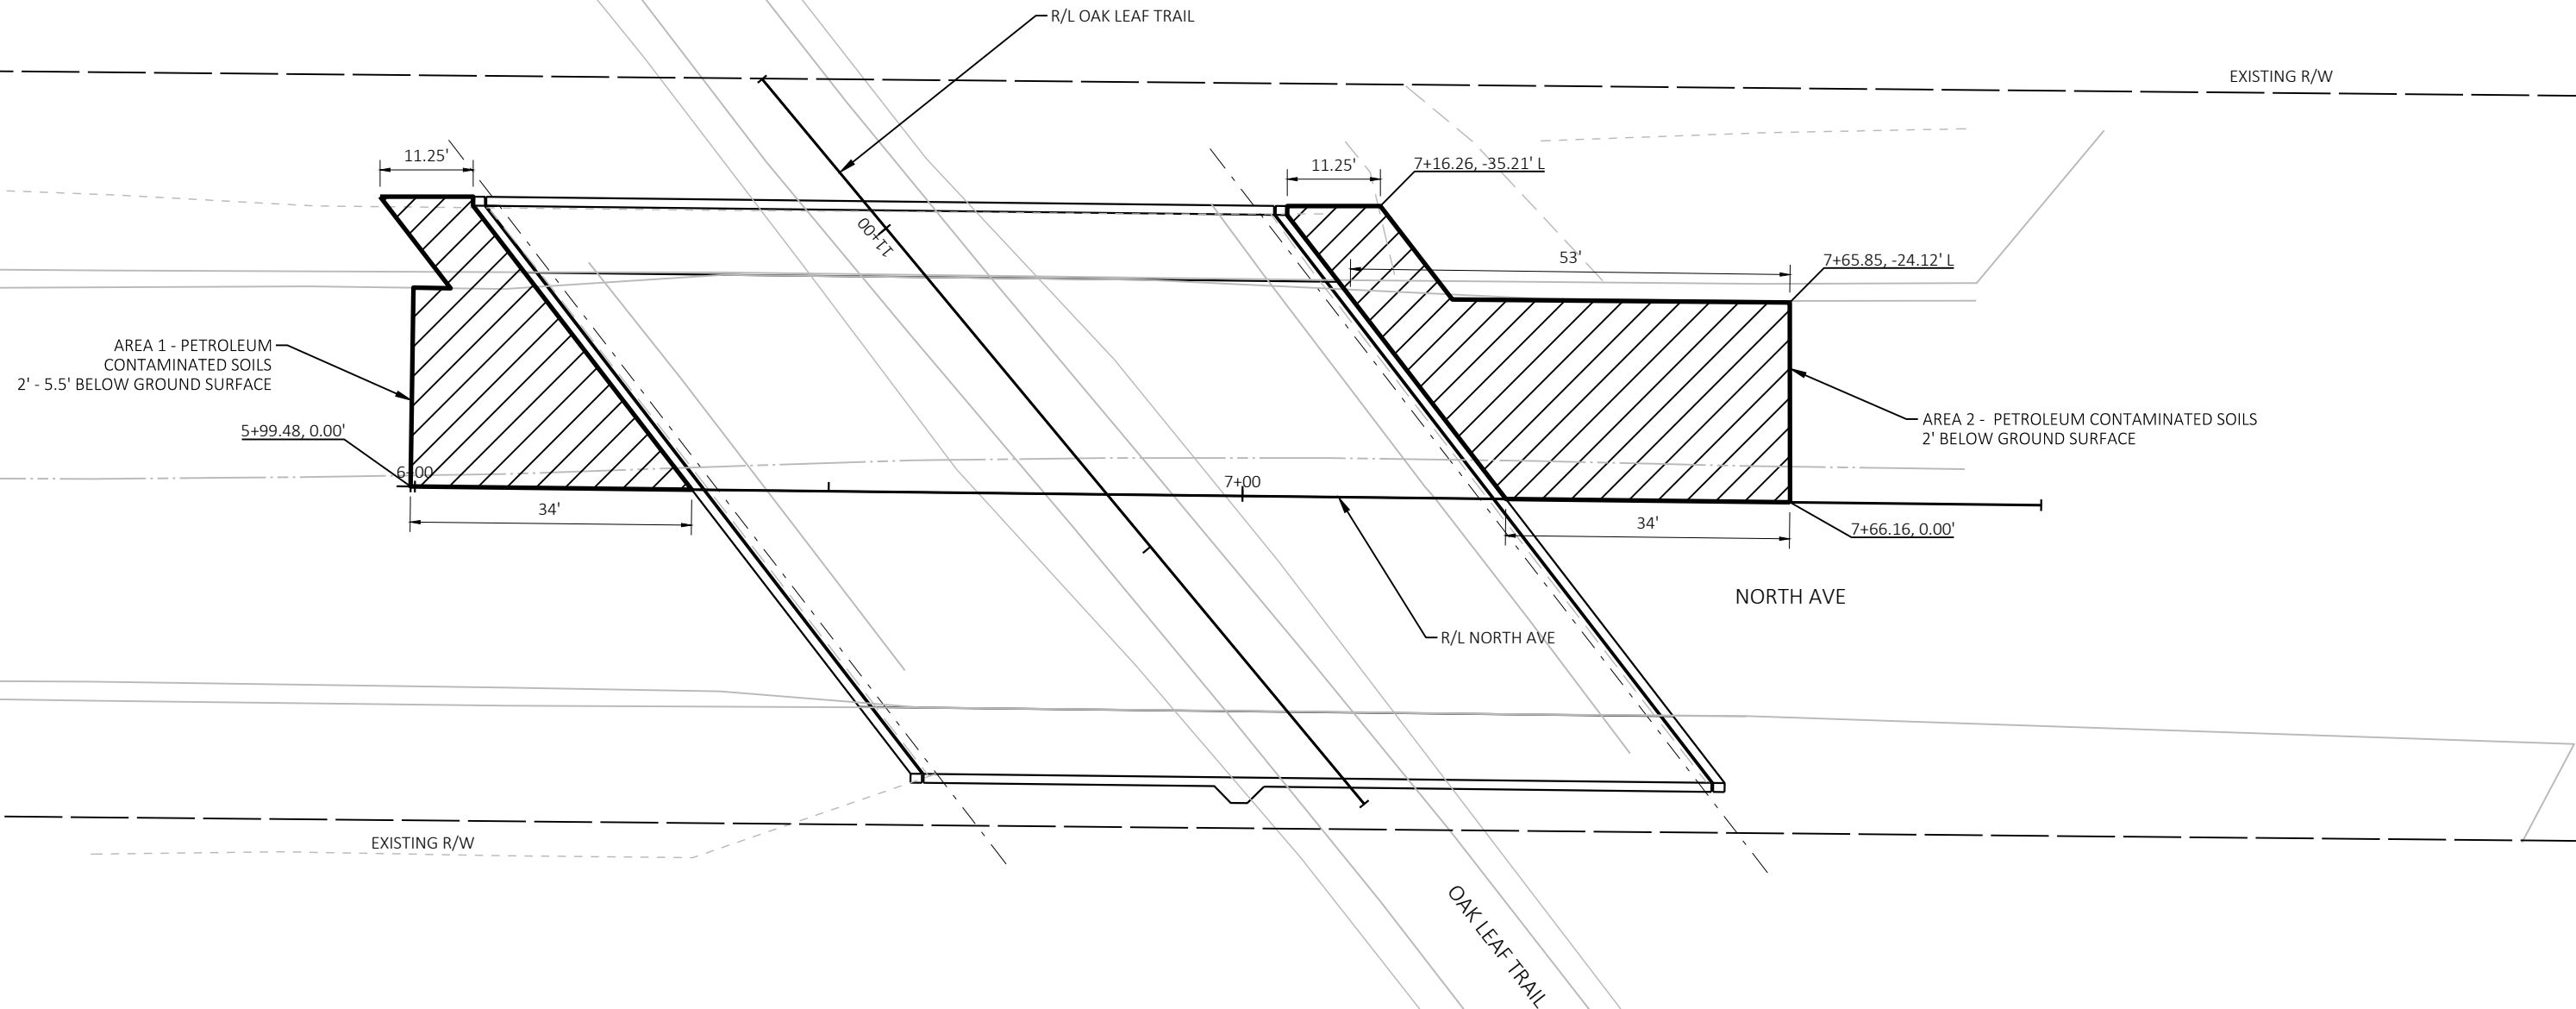 R/L OAK LEAF TRAIL
EXISTING R/W
11.25'
11.25'
7+16.26, -35.21' L
11+00
53'
7+65.85, -24.12' L
AREA 1 - PETROLEUM
CONTAMINATED SOILS
2' - 5.5' BELOW GROUND SURFACE
AREA 2 - PETROLEUM CONTAMINATED SOILS
2' BELOW GROUND SURFACE
5+99.48, 0.00'
6+00
7+00
34'
34'
7+66.16, 0.00'
NORTH AVE
R/L NORTH AVE
EXISTING R/W
OAK LEAF TRAIL